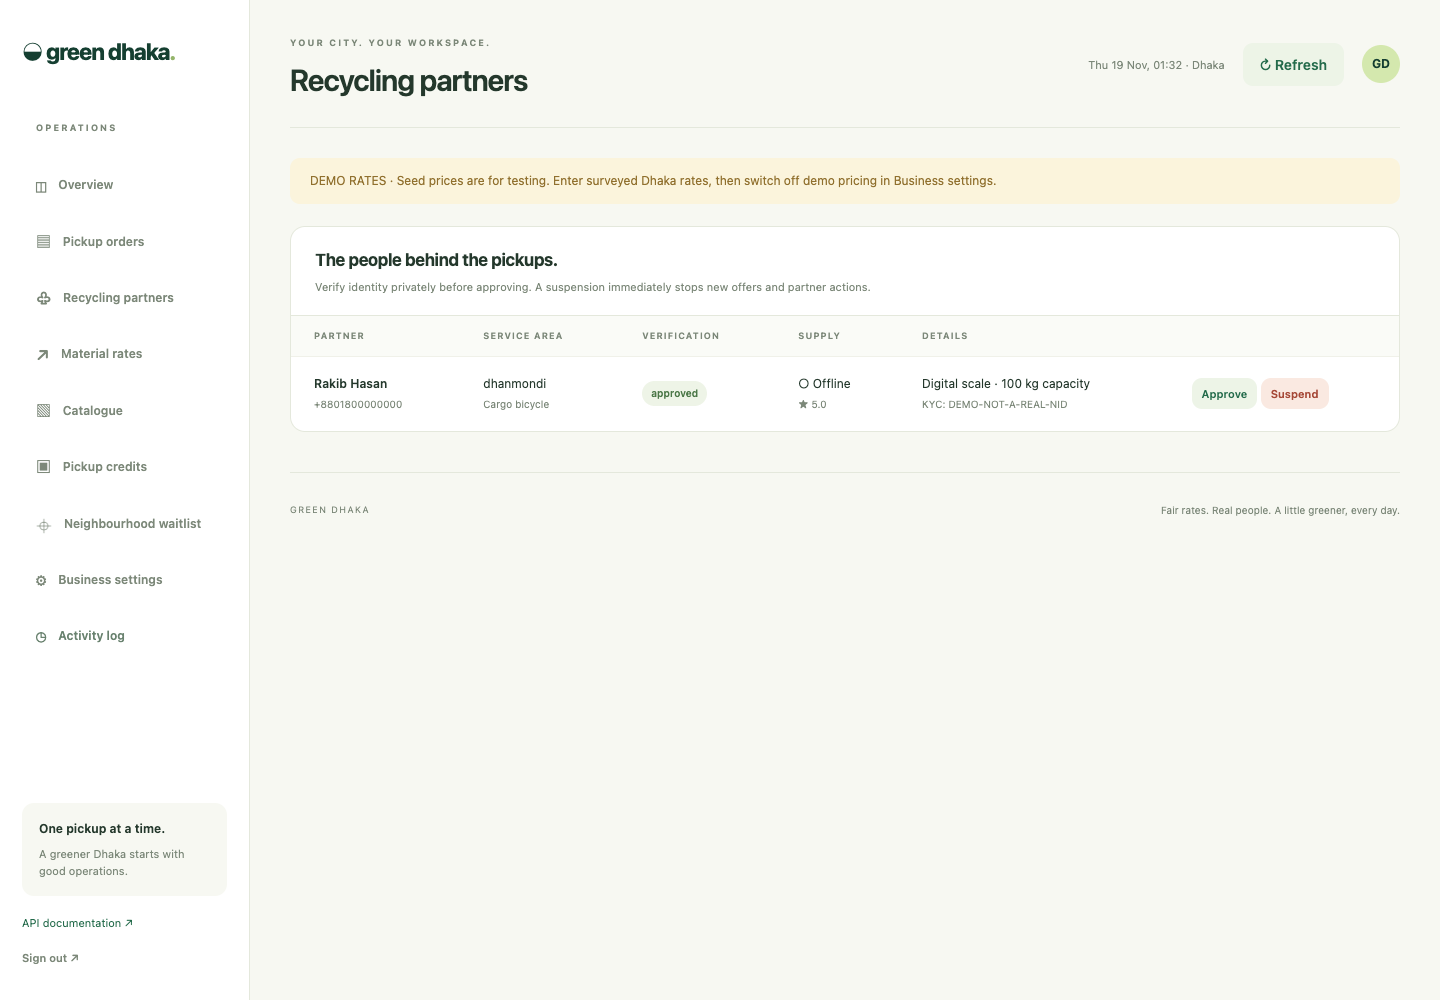 green dhaka.
OPERATIONS
Overview
Pickup orders
Recycling partners
Material rates
Catalogue
Pickup credits
Neighbourhood waitlist
Business settings
Activity log
One pickup at a time.
A greener Dhaka starts with
good operations.
API documentation ↗
Sign out ↗
YOUR CITY. YOUR WORKSPACE.
Recycling partners
Thu 19 Nov, 01:32 · Dhaka
↻ Refresh
GD
DEMO RATES · Seed prices are for testing. Enter surveyed Dhaka rates, then switch off demo pricing in Business settings.
The people behind the pickups.
Verify identity privately before approving. A suspension immediately stops new offers and partner actions.
PARTNER SERVICE AREA VERIFICATION SUPPLY DETAILS
Rakib Hasan dhanmondi approved ○ Offline Digital scale · 100 kg capacity Approve Suspend
+8801800000000 Cargo bicycle ★ 5.0 KYC: DEMO-NOT-A-REAL-NID
GREEN DHAKA
Fair rates. Real people. A little greener, every day.